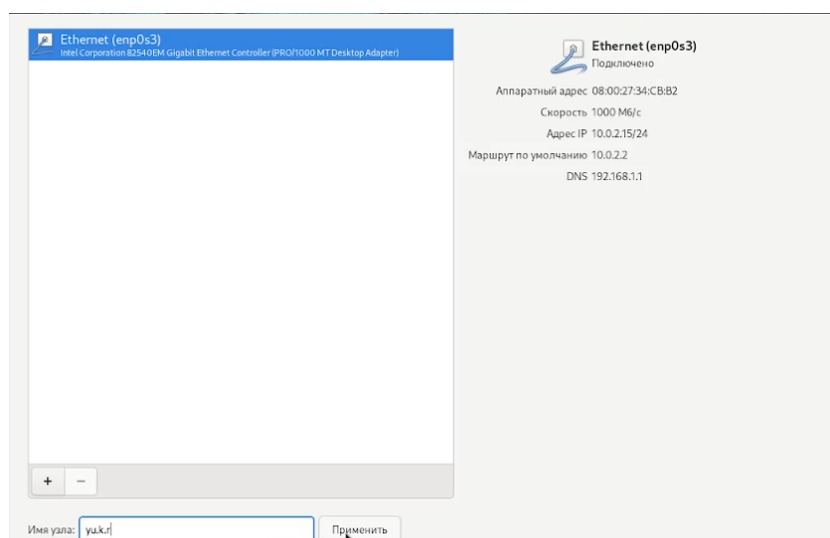 Ethernet (enp0s3)
Intel Corporation 82540EM Gigabit Ethernet Controller (PRO/1000 MT Desktop Adapter)
Ethernet (enp0s3)
Подключено
Аппаратный адрес 08:00:27:34:CB:B2
Скорость 1000 Мб/с
Адрес IP 10.0.2.15/24
Маршрут по умолчанию 10.0.2.2
DNS 192.168.1.1
+ −
Имя узла: yu.k.r Применить